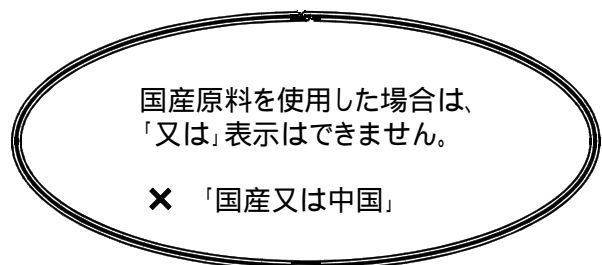 国産原料を使用した場合は、
「又は」表示はできません。
✕ 「国産又は中国」